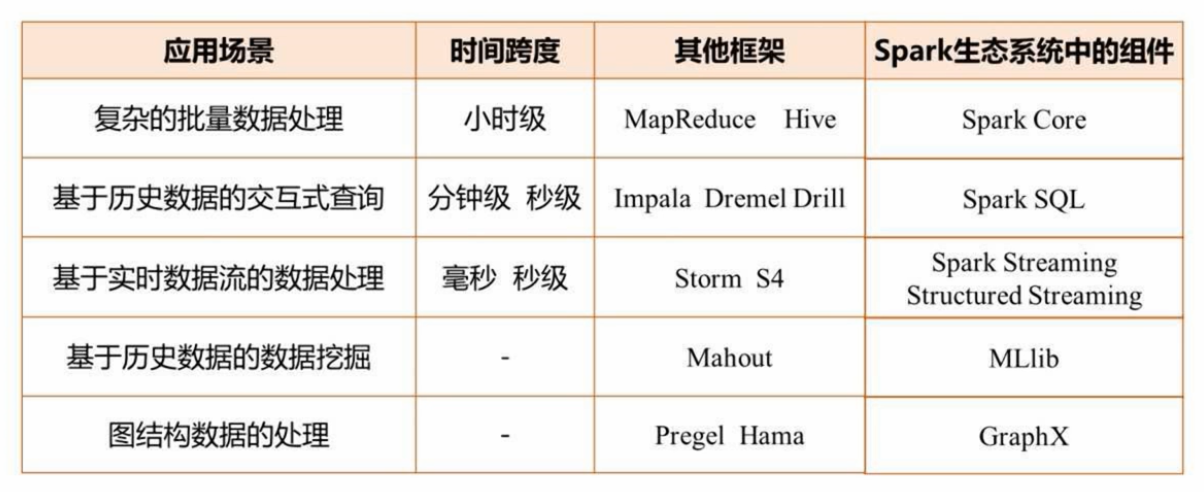 应用场景 时间跨度 其他框架 Spark生态系统中的组件
复杂的批量数据处理 小时级 MapReduce Hive Spark Core
基于历史数据的交互式查询 分钟级 秒级 Impala Dremel Drill Spark SQL
基于实时数据流的数据处理 毫秒 秒级 Storm S4 Spark Streaming
Structured Streaming
基于历史数据的数据挖掘 - Mahout MLlib
图结构数据的处理 - Pregel Hama GraphX